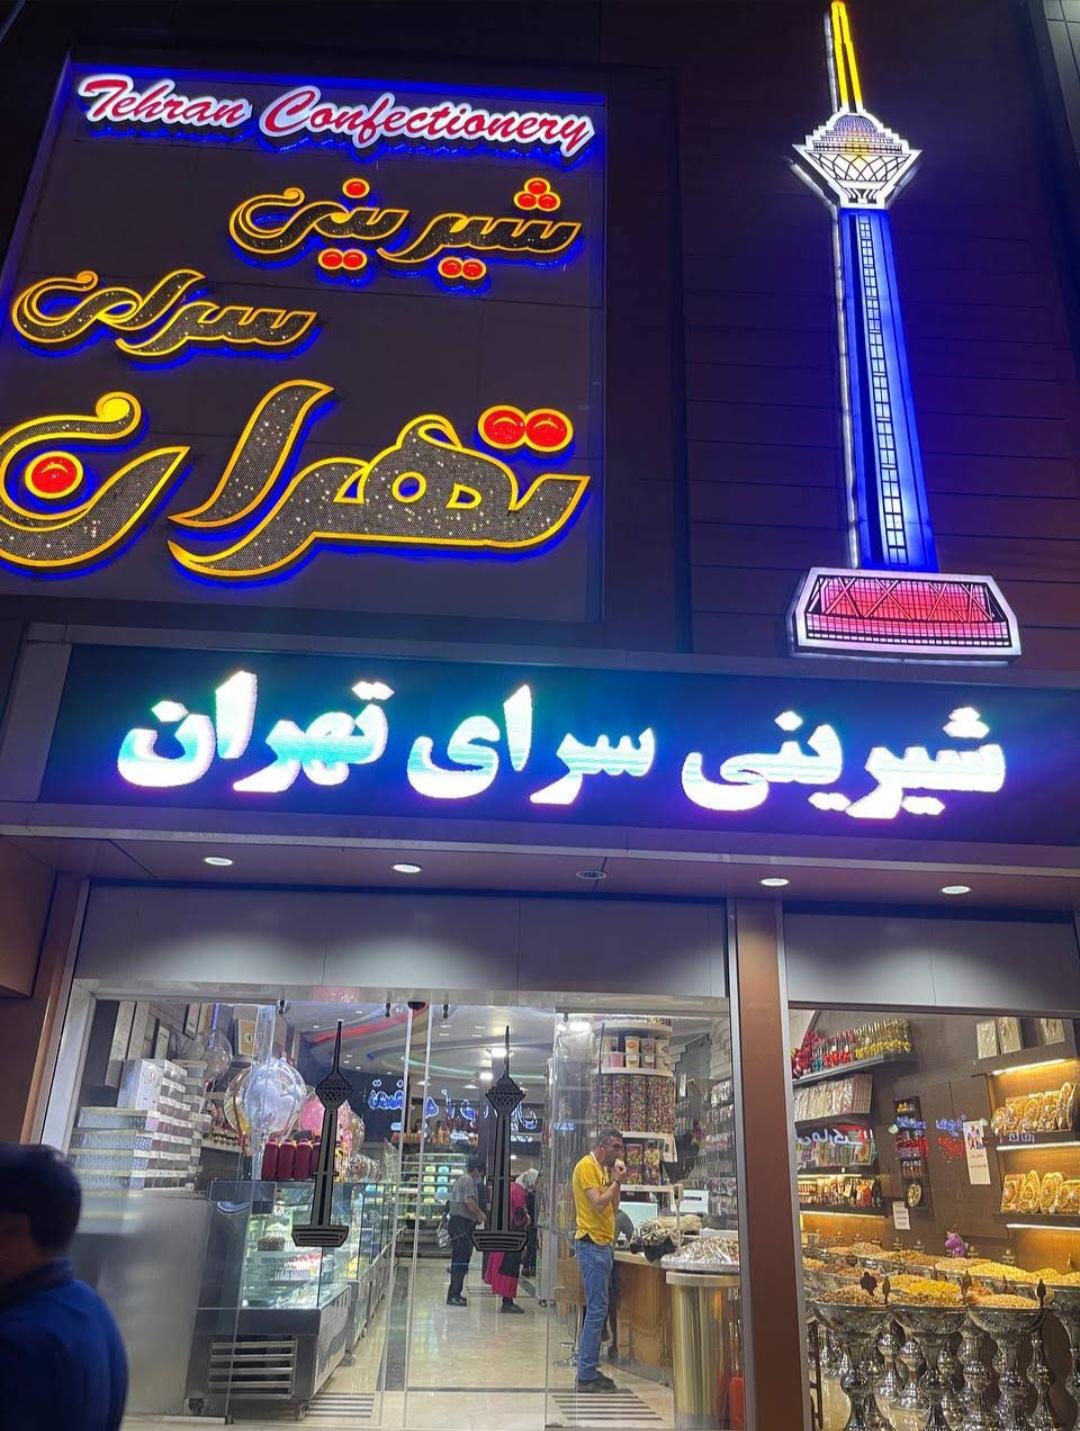 Tehran Confectionery
شیرینی
سرای
تهران
شیرینی سرای تهران